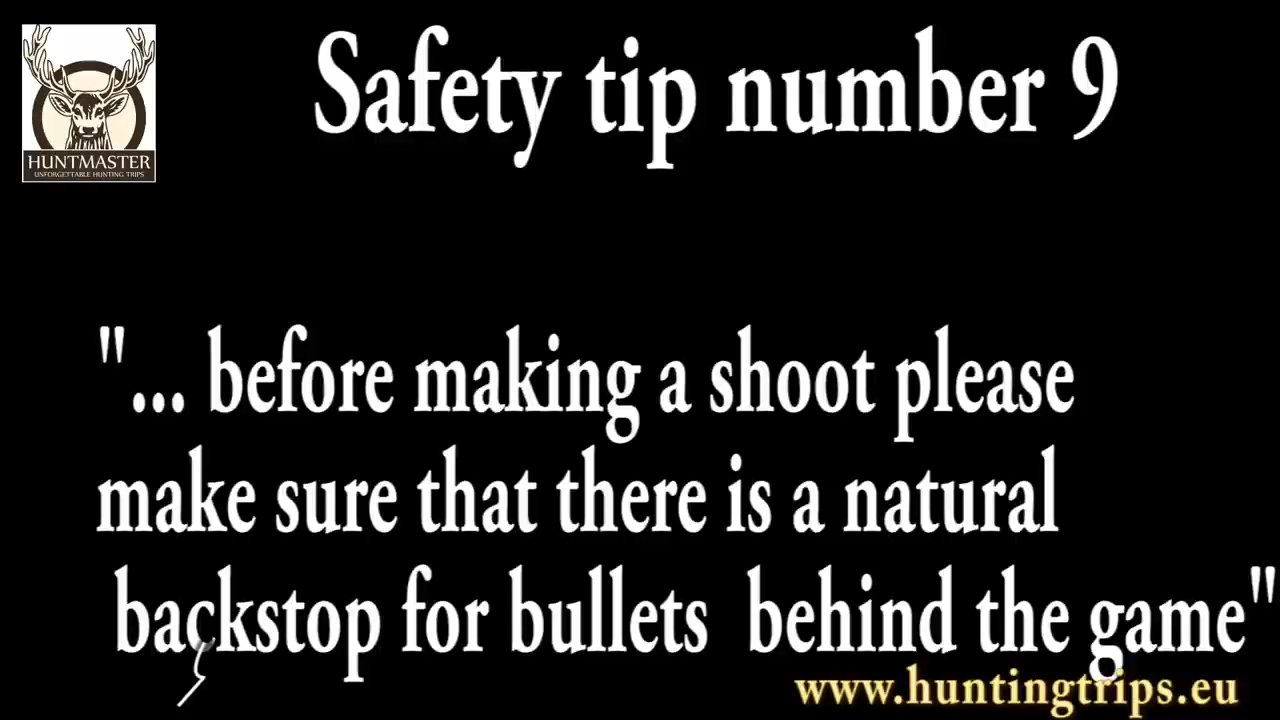 HUNTMASTER
UNFORGETTABLE HUNTING TRIPS
Safety tip number 9
"... before making a shoot please
make sure that there is a natural
backstop for bullets behind the game"
www.huntingtrips.eu